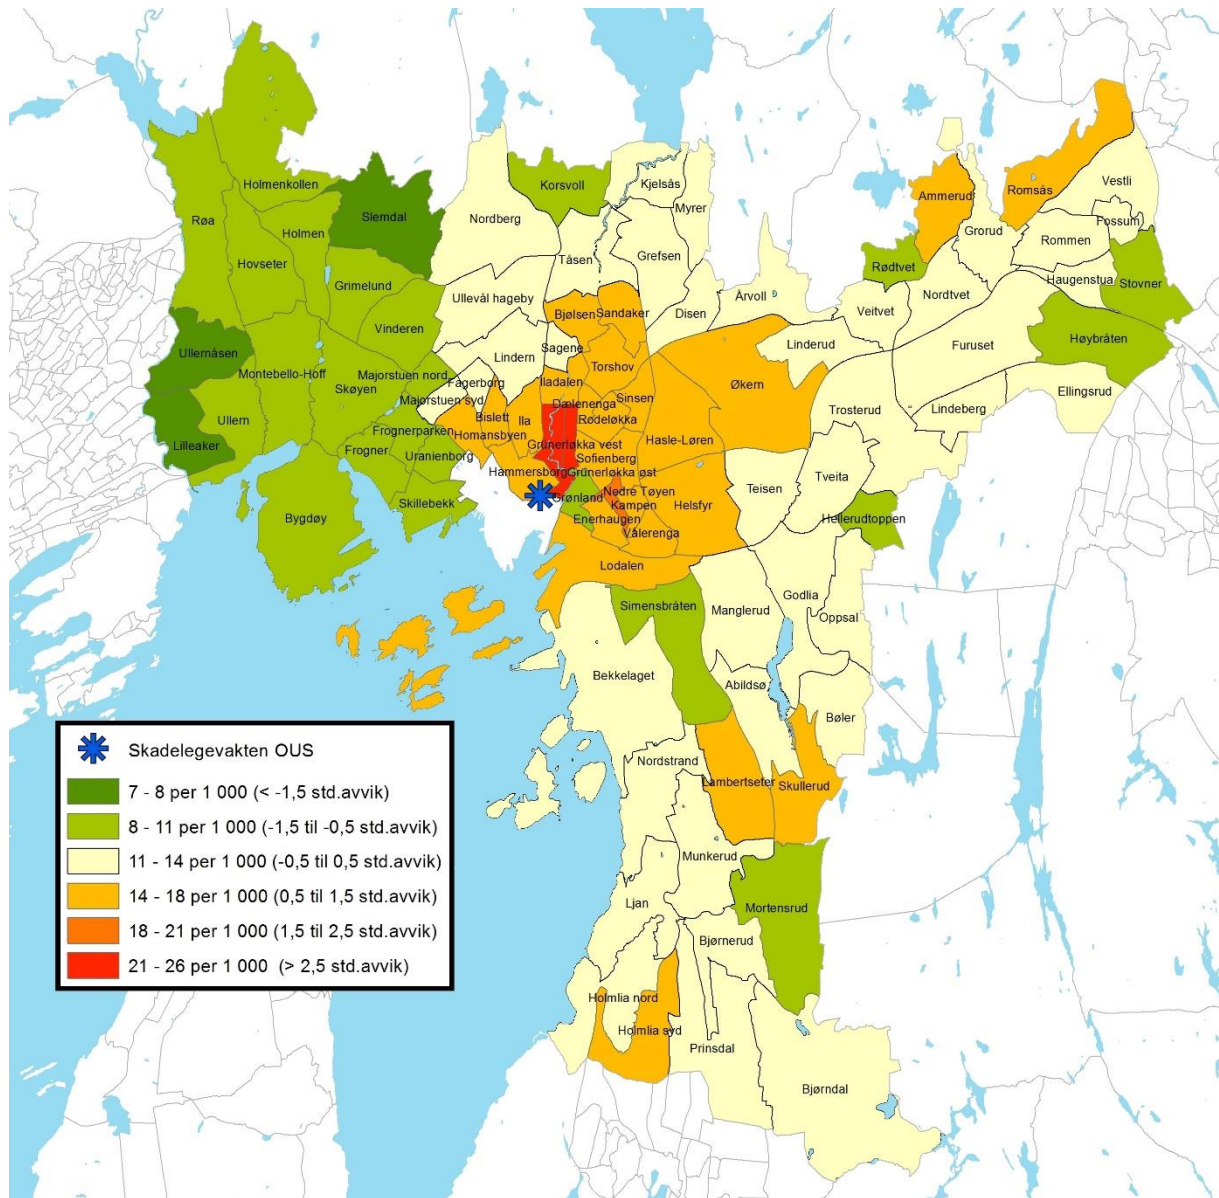 Holmenkollen
Korsvoll
Kjelsås
Røa
Slemdal
Nordberg
Myrer
Ammerud
Romsås
Vestli
Fossum
Holmen
Grorud
Rommen
Hovseter
Tåsen
Grefsen
Rødtvet
Haugenstua
Stovner
Grimelund
Ullevål hageby
Årvoll
Nordtvet
Vinderen
Bjølsen
Sandaker
Disen
Veitvet
Høybråten
Ullernåsen
Sagene
Linderud
Furuset
Lindern
Montebello-Hoff
Majorstuen nord
Torshov
Økern
Ellingsrud
Skøyen
Fagerborg
Iladalen
Majorstuen syd
Dælenenga
Sinsen
Trosterud
Lindeberg
Ullern
Bislett
Ila
Rodeløkka
Lilleaker
Frognerparken
Homansbyen
Grünerløkka vest
Hasle-Løren
Frogner
Uranienborg
Sofienberg
Hammersborg
Grünerløkka øst
Tveita
Teisen
Skillebekk
Grønland
Nedre Tøyen
Kampen
Helsfyr
Bygdøy
Enerhaugen
Hellerudtoppen
Vålerenga
Lodalen
Simensbråten
Manglerud
Godlia
Oppsal
Bekkelaget
Abildsø
Bøler
Nordstrand
Lambertseter
Skullerud
Munkerud
Ljan
Mortensrud
Bjørnerud
Holmlia nord
Holmlia syd
Prinsdal
Bjørndal
Skadelegevakten OUS
7 - 8 per 1 000 (< -1,5 std.avvik)
8 - 11 per 1 000 (-1,5 til -0,5 std.avvik)
11 - 14 per 1 000 (-0,5 til 0,5 std.avvik)
14 - 18 per 1 000 (0,5 til 1,5 std.avvik)
18 - 21 per 1 000 (1,5 til 2,5 std.avvik)
21 - 26 per 1 000  (> 2,5 std.avvik)